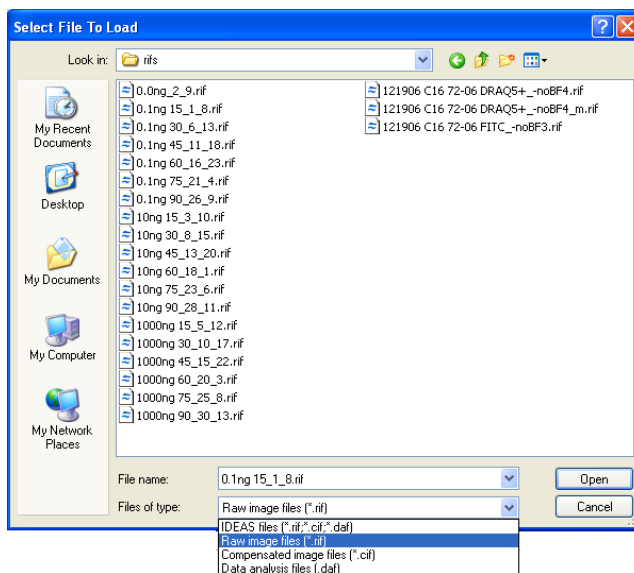 Select File To Load
Look in: rifs
My Recent Documents
Desktop
My Documents
My Computer
My Network Places
0.0ng_2_9.rif
0.1ng 15_1_8.rif
0.1ng 30_6_13.rif
0.1ng 45_11_18.rif
0.1ng 60_16_23.rif
0.1ng 75_21_4.rif
0.1ng 90_26_9.rif
10ng 15_3_10.rif
10ng 30_8_15.rif
10ng 45_13_20.rif
10ng 60_18_1.rif
10ng 75_23_6.rif
10ng 90_28_11.rif
1000ng 15_5_12.rif
1000ng 30_10_17.rif
1000ng 45_15_22.rif
1000ng 60_20_3.rif
1000ng 75_25_8.rif
1000ng 90_30_13.rif
121906 C16 72-06 DRAQ5+_-noBF4.rif
121906 C16 72-06 DRAQ5+_-noBF4_m.rif
121906 C16 72-06 FITC_-noBF3.rif
File name: 0.1ng 15_1_8.rif Open
Files of type: Raw image files (*.rif) Cancel
IDEAS files (*.rif;*.cif;*.daf)
Raw image files (*.rif)
Compensated image files (*.cif)
Data analysis files (.daf)